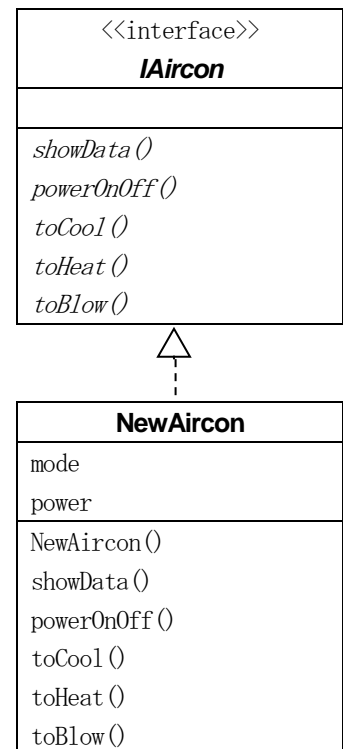 <<interface>>
IAircon
showData()
powerOnOff()
toCool()
toHeat()
toBlow()
NewAircon
mode
power
NewAircon()
showData()
powerOnOff()
toCool()
toHeat()
toBlow()